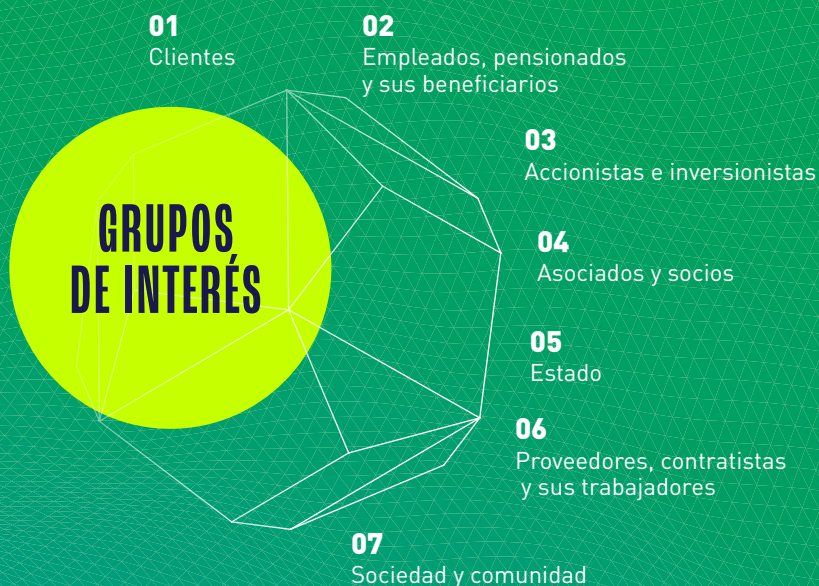 01
Clientes
02
Empleados, pensionados
y sus beneficiarios
03
Accionistas e inversionistas
GRUPOS
DE INTERÉS
04
Asociados y socios
05
Estado
06
Proveedores, contratistas
y sus trabajadores
07
Sociedad y comunidad